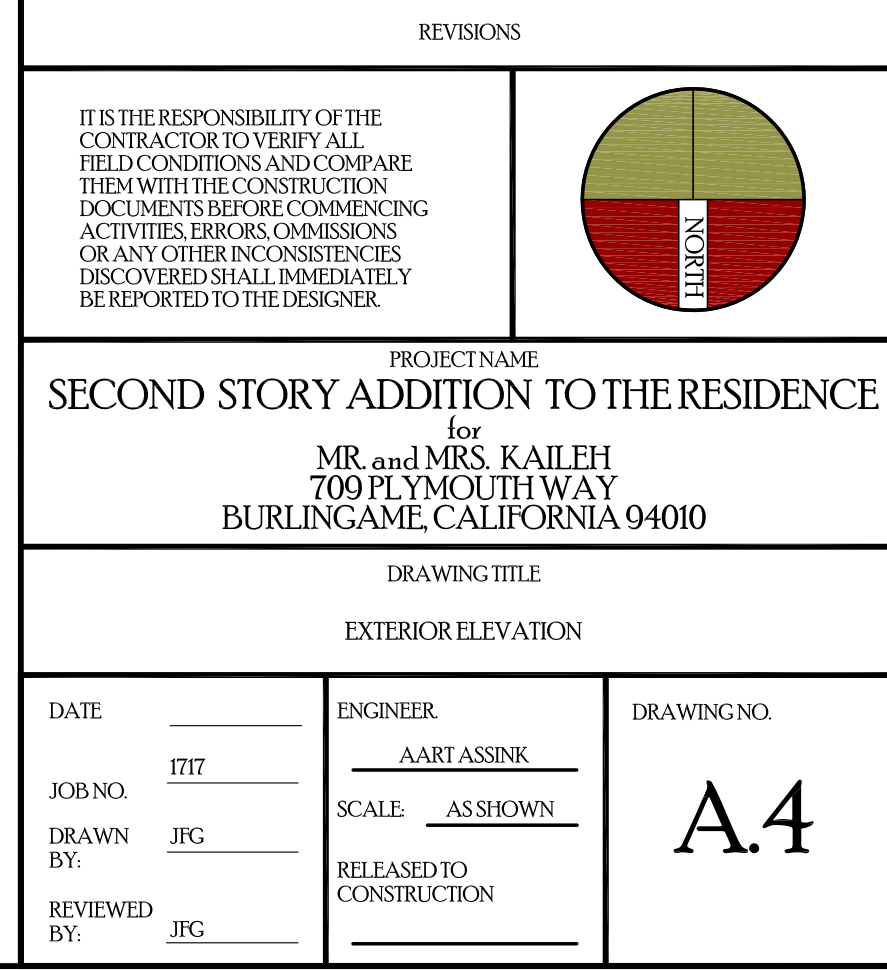 REVISIONS
IT IS THE RESPONSIBILITY OF THE
CONTRACTOR TO VERIFY ALL
FIELD CONDITIONS AND COMPARE
THEM WITH THE CONSTRUCTION
DOCUMENTS BEFORE COMMENCING
ACTIVITIES, ERRORS, OMMISSIONS
OR ANY OTHER INCONSISTENCIES
DISCOVERED SHALL IMMEDIATELY
BE REPORTED TO THE DESIGNER.
NORTH
PROJECT NAME
SECOND STORY ADDITION TO THE RESIDENCE
for
MR. and MRS. KAILEH
709 PLYMOUTH WAY
BURLINGAME, CALIFORNIA 94010
DRAWING TITLE
EXTERIOR ELEVATION
DATE
1717
JOB NO.
DRAWN JFG
BY:
REVIEWED
BY: JFG
ENGINEER.
AART ASSINK
SCALE: AS SHOWN
RELEASED TO
CONSTRUCTION
DRAWING NO.
A.4